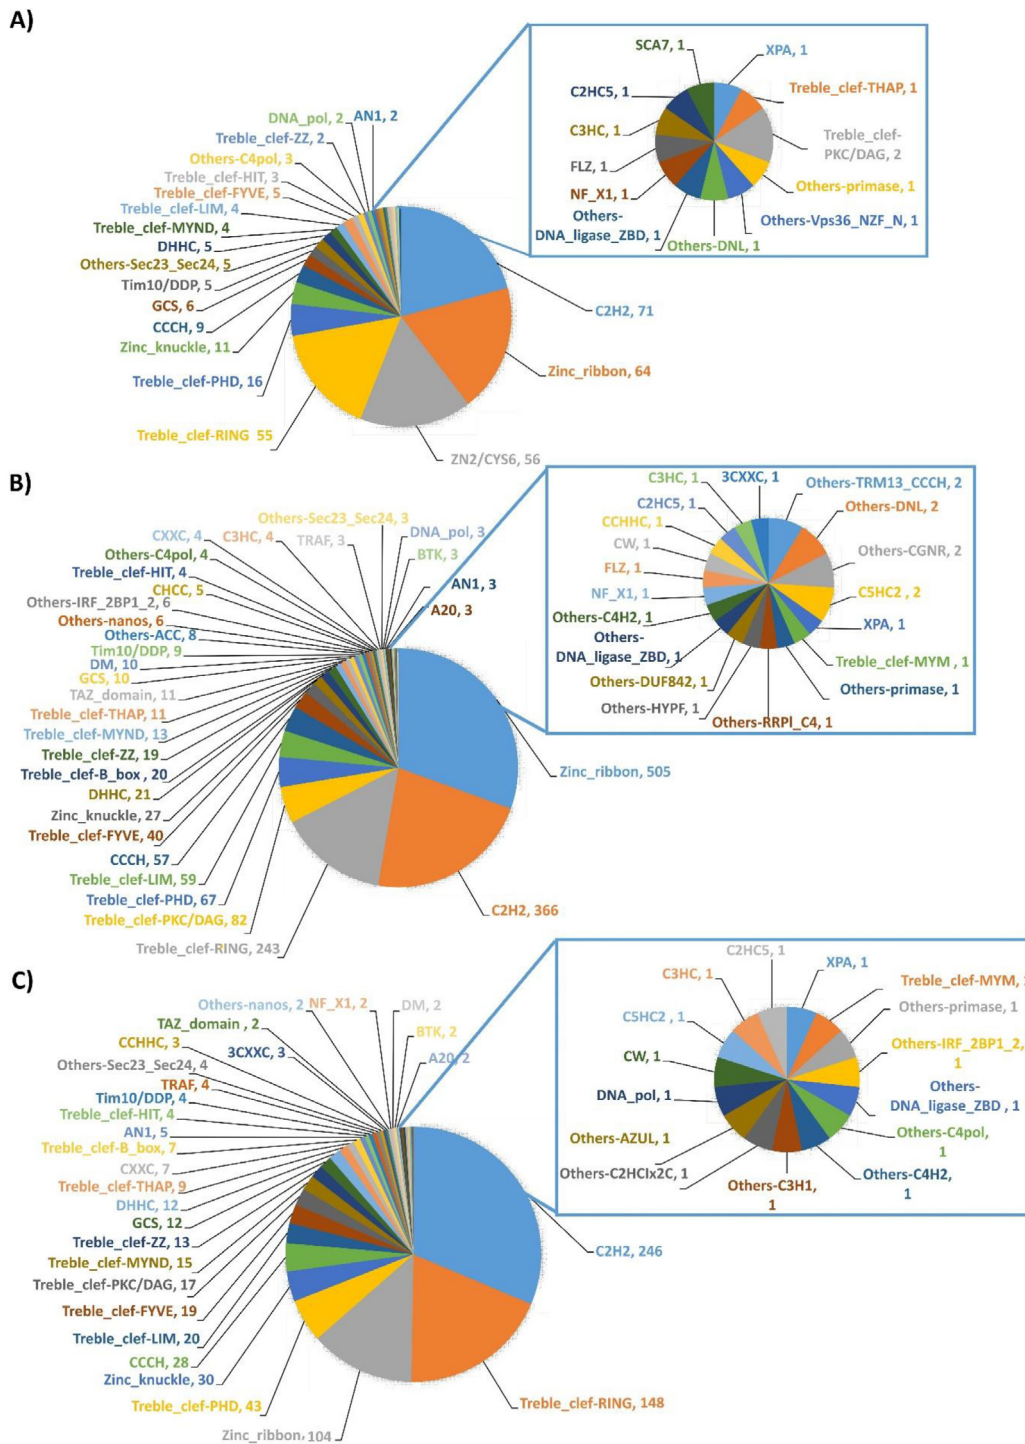 A)
SCA7, 1
XPA, 1
C2HC5, 1
Treble_clef-THAP, 1
C3HC, 1
Treble_clef-
PKC/DAG, 2
FLZ, 1
Others-primase, 1
NF_X1, 1
Others-
DNA_ligase_ZBD, 1
Others-DNL, 1
Others-Vps36_NZF_N, 1
DNA_pol, 2
AN1, 2
Treble_clef-ZZ, 2
Others-C4pol, 3
Treble_clef-HIT, 3
Treble_clef-FYVE, 5
Treble_clef-LIM, 4
Treble_clef-MYND, 4
DHHC, 5
Others-Sec23_Sec24, 5
Tim10/DDP, 5
GCS, 6
CCCH, 9
Zinc_knuckle, 11
Treble_clef-PHD, 16
Treble_clef-RING 55
ZN2/CYS6, 56
Zinc_ribbon, 64
C2H2, 71
B)
C3HC, 1
3CXXC, 1
Others-TRM13_CCCH, 2
C2HC5, 1
Others-DNL, 2
CCHHC, 1
CW, 1
Others-CGNR, 2
FLZ, 1
C5HC2 , 2
NF_X1, 1
XPA, 1
Others-C4H2, 1
Others-
DNA_ligase_ZBD, 1
Treble_clef-MYM , 1
Others-DUF842, 1
Others-primase, 1
Others-HYPF, 1
Others-RRPl_C4, 1
Others-Sec23_Sec24, 3
CXXC, 4
C3HC, 4
TRAF, 3
DNA_pol, 3
BTK, 3
AN1, 3
A20, 3
Others-C4pol, 4
Treble_clef-HIT, 4
CHCC, 5
Others-IRF_2BP1_2, 6
Others-nanos, 6
Others-ACC, 8
Tim10/DDP, 9
DM, 10
GCS, 10
TAZ_domain, 11
Treble_clef-THAP, 11
Treble_clef-MYND, 13
Treble_clef-ZZ, 19
Treble_clef-B_box , 20
DHHC, 21
Zinc_knuckle, 27
Treble_clef-FYVE, 40
CCCH, 57
Treble_clef-LIM, 59
Treble_clef-PHD, 67
Treble_clef-PKC/DAG, 82
Treble_clef-RING, 243
C2H2, 366
Zinc_ribbon, 505
C)
C2HC5, 1
XPA, 1
C3HC, 1
Treble_clef-MYM,
C5HC2 , 1
Others-primase, 1
CW, 1
Others-IRF_2BP1_2,
1
DNA_pol, 1
Others-
DNA_ligase_ZBD , 1
Others-AZUL, 1
Others-C4pol,
1
Others-C2HCIx2C, 1
Others-C4H2,
1
Others-C3H1,
1
Others-nanos, 2
NF_X1, 2
DM, 2
TAZ_domain , 2
BTK, 2
CCHHC, 3
3CXXC, 3
A20, 2
Others-Sec23_Sec24, 4
TRAF, 4
Tim10/DDP, 4
Treble_clef-HIT, 4
AN1, 5
Treble_clef-B_box, 7
CXXC, 7
Treble_clef-THAP, 9
DHHC, 12
GCS, 12
Treble_clef-ZZ, 13
Treble_clef-MYND, 15
Treble_clef-PKC/DAG, 17
Treble_clef-FYVE, 19
Treble_clef-LIM, 20
CCCH, 28
Zinc_knuckle, 30
Treble_clef-PHD, 43
Zinc_ribbon, 104
Treble_clef-RING, 148
C2H2, 246